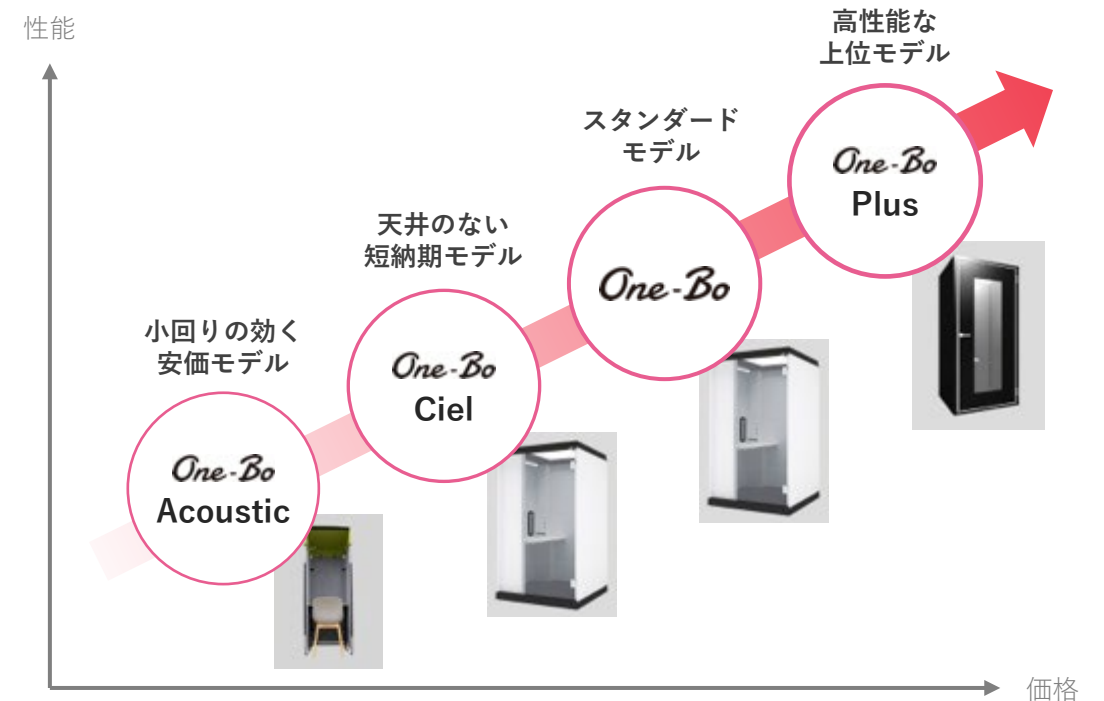 性能
高性能な
上位モデル
One-Bo
Plus
スタンダード
モデル
One-Bo
天井のない
短納期モデル
One-Bo
Ciel
小回りの効く
安価モデル
One-Bo
Acoustic
価格